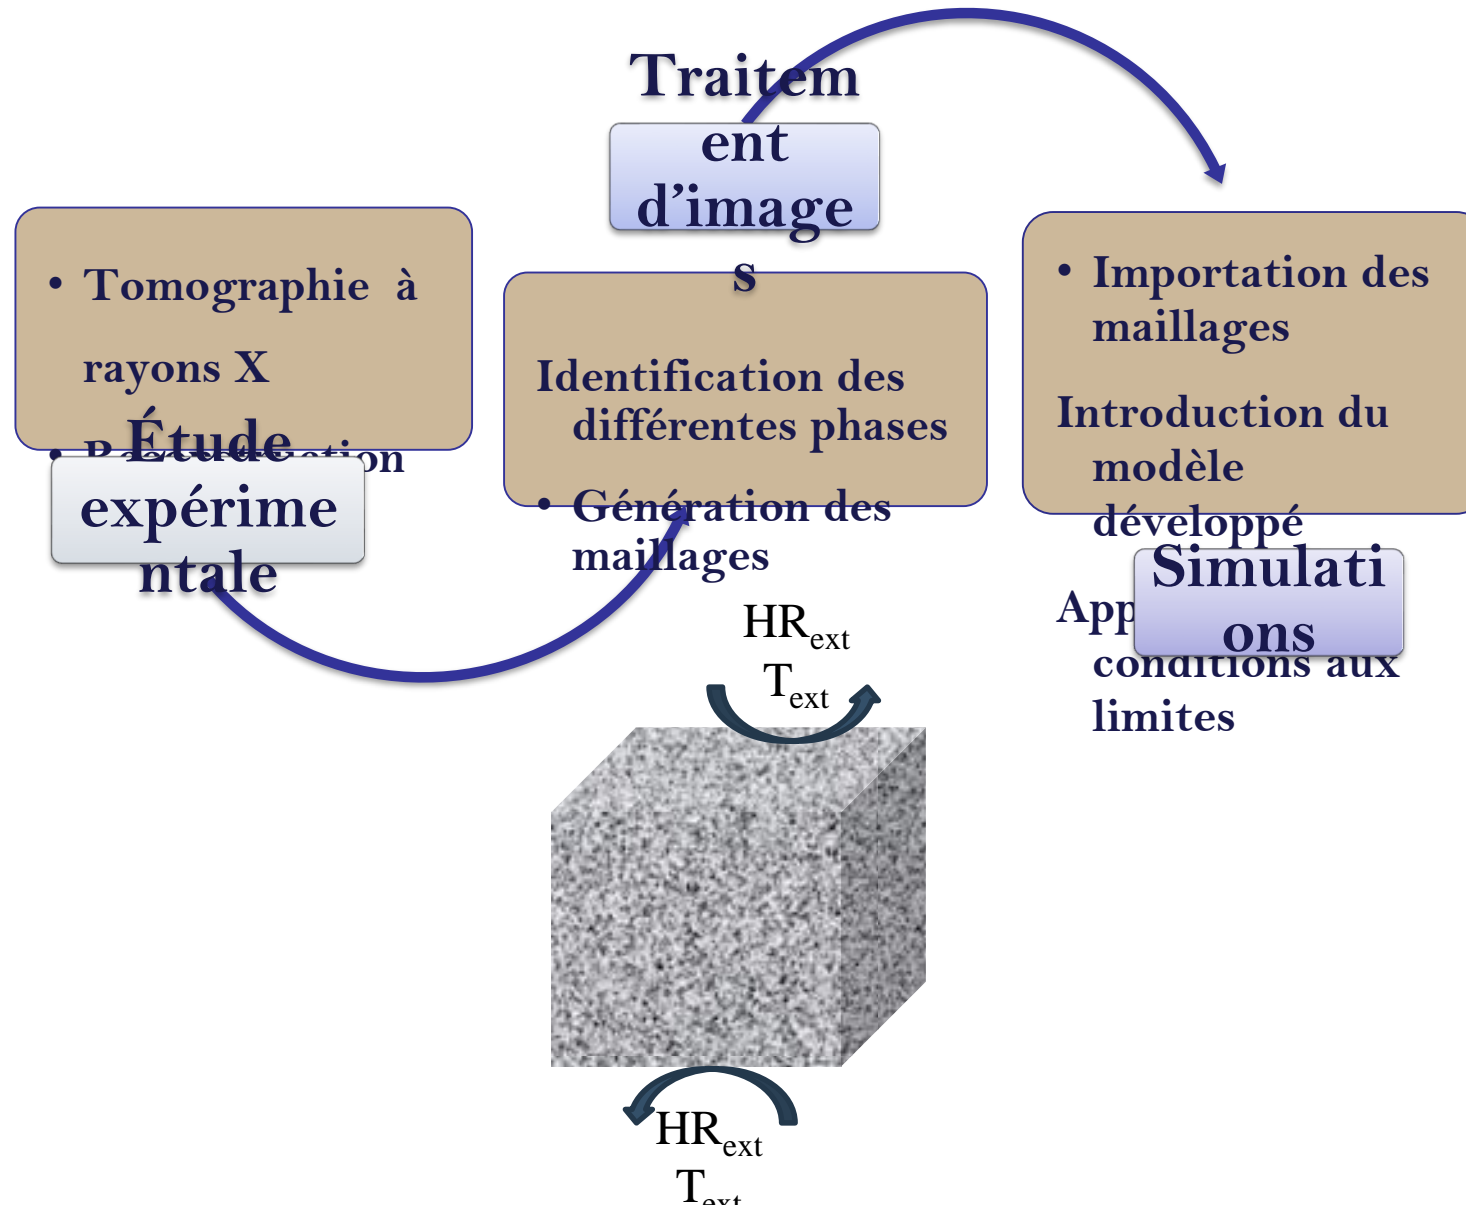 Traitem
ent
d’image
s
• Tomographie à
rayons X
•
Étude
expérime
ntale
Identification des
différentes phases
• Génération des
maillages
• Importation des
maillages
Introduction du
modèle
développé
Simulati
ons
conditions aux
limites
HRext
Text
HRext
Text